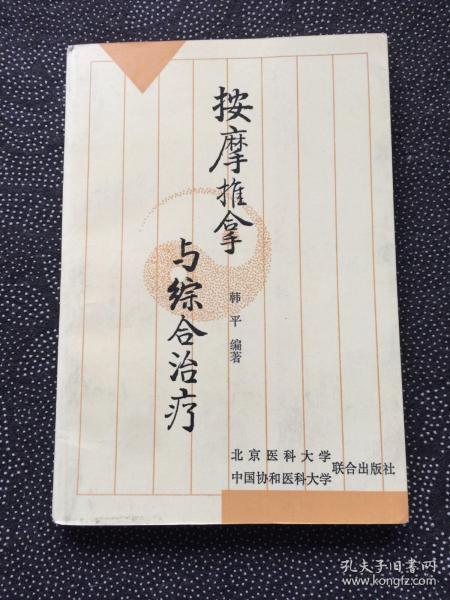 按摩推拿
与综合治疗
韩平 编著
北京医科大学
中国协和医科大学
联合出版社
孔夫子旧书网
www.kongfz.com